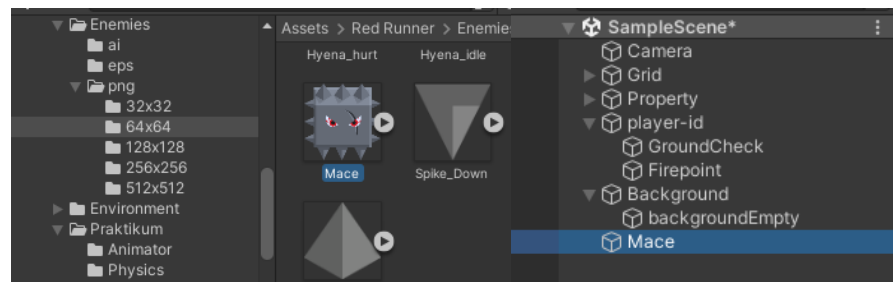 Enemies
ai
eps
png
32x32
64x64
128x128
256x256
512x512
Environment
Praktikum
Animator
Physics
Assets > Red Runner > Enemie
Hyena_hurt Hyena_idle
Mace Spike_Down
SampleScene*
Camera
Grid
Property
player-id
GroundCheck
Firepoint
Background
backgroundEmpty
Mace